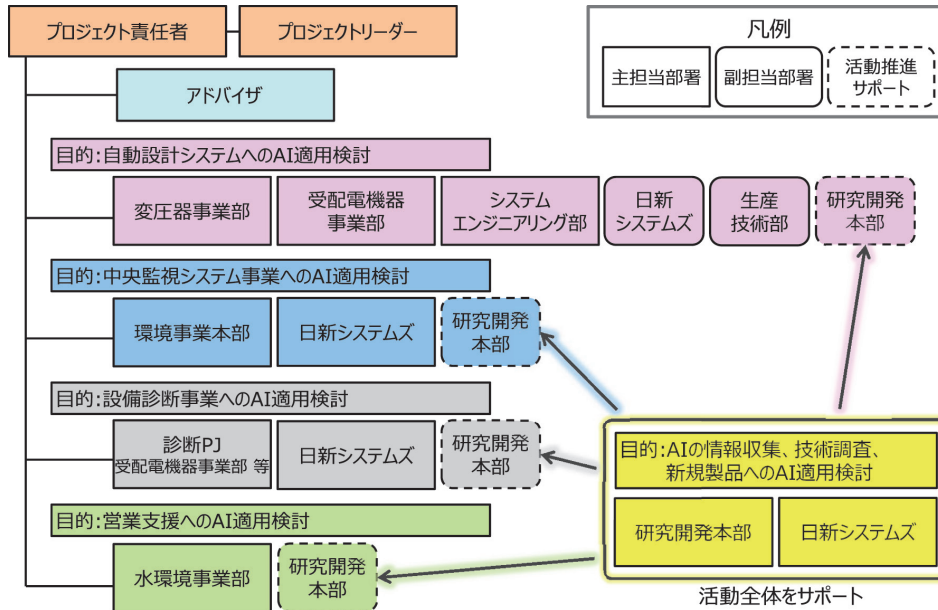 プロジェクト責任者
プロジェクトリーダー
凡例
主担当部署
副担当部署
活動推進
サポート
アドバイザ
目的:自動設計システムへのAI適用検討
変圧器事業部
受配電機器
事業部
システム
エンジニアリング部
日新
システムズ
生産
技術部
研究開発
本部
目的:中央監視システム事業へのAI適用検討
環境事業本部
日新システムズ
研究開発
本部
目的:設備診断事業へのAI適用検討
診断PJ
受配電機器事業部 等
日新システムズ
研究開発
本部
目的:AIの情報収集、技術調査、
新規製品へのAI適用検討
研究開発本部
日新システムズ
活動全体をサポート
目的:営業支援へのAI適用検討
水環境事業部
研究開発
本部